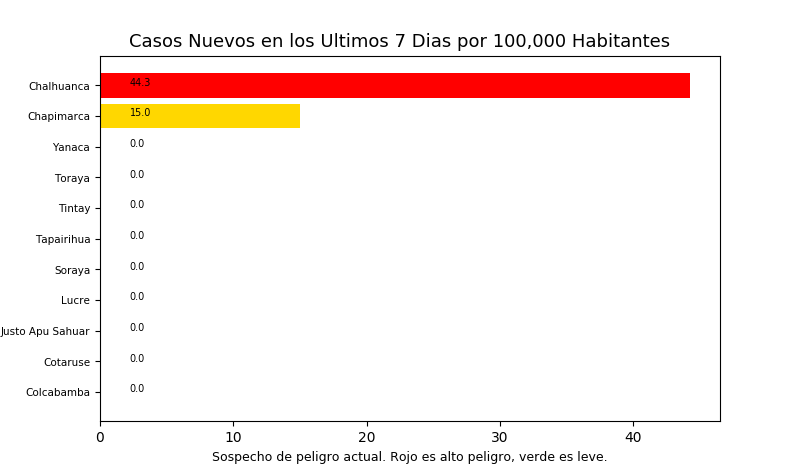 Casos Nuevos en los Ultimos 7 Dias por 100,000 Habitantes
Chalhuanca 44.3
Chapimarca 15.0
Yanaca 0.0
Toraya 0.0
Tintay 0.0
Tapairihua 0.0
Soraya 0.0
Lucre 0.0
Justo Apu Sahuar 0.0
Cotaruse 0.0
Colcabamba 0.0
0 10 20 30 40
Sospecho de peligro actual. Rojo es alto peligro, verde es leve.